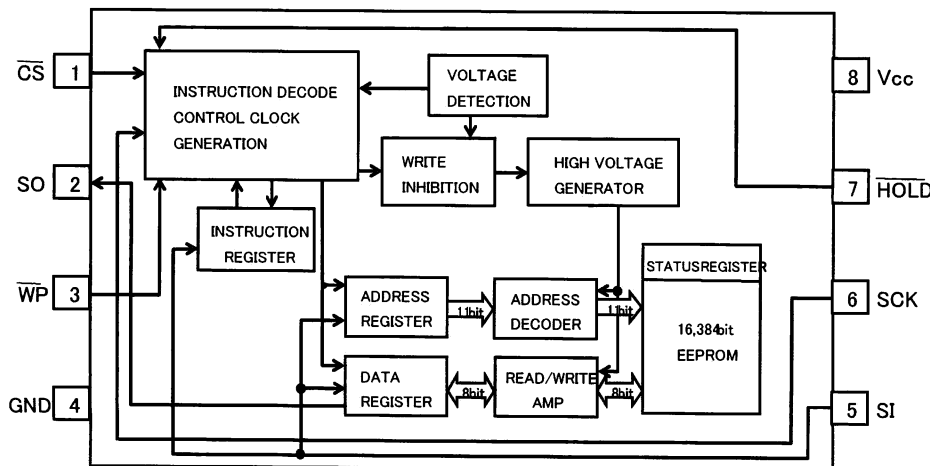 CS
1
SO
2
WP
3
GND
4
INSTRUCTION DECODE
CONTROL CLOCK
GENERATION
VOLTAGE
DETECTION
WRITE
INHIBITION
HIGH VOLTAGE
GENERATOR
INSTRUCTION
REGISTER
ADDRESS
REGISTER
11bit
ADDRESS
DECODER
11bit
DATA
REGISTER
8bit
READ/WRITE
AMP
8bit
STATUSREGISTER
16,384bit
EEPROM
8
Vcc
7
HOLD
6
SCK
5
SI